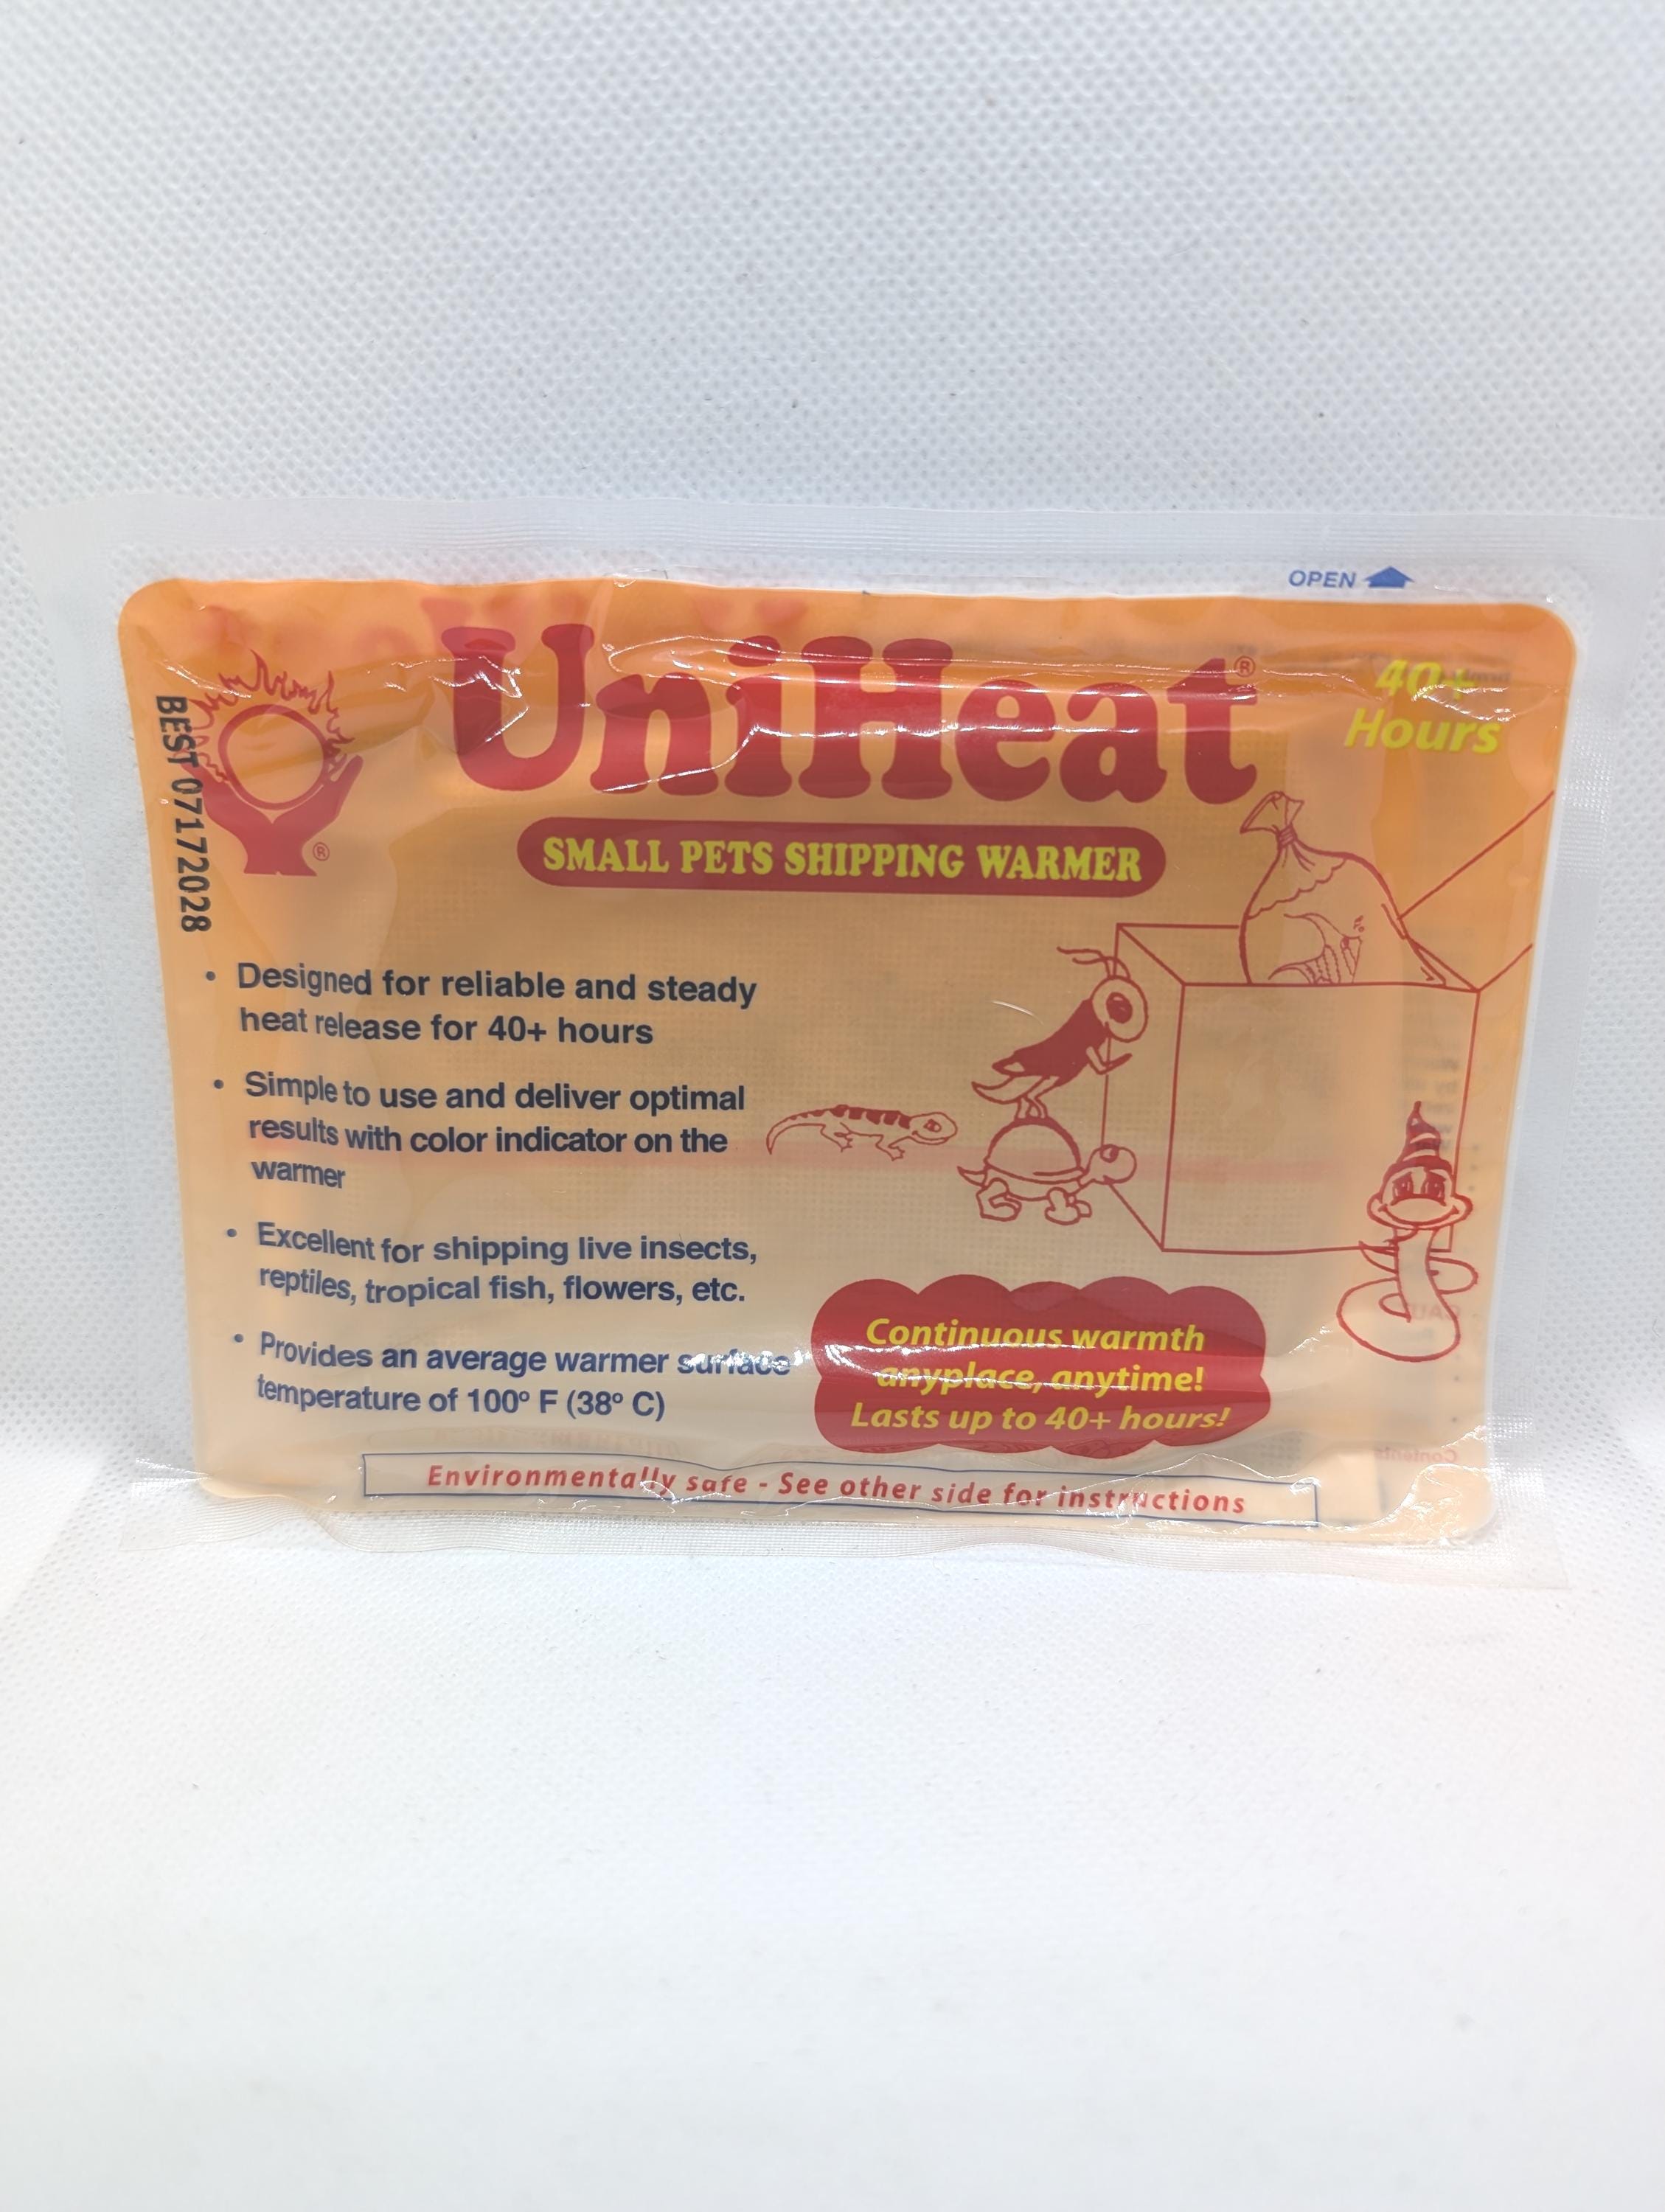 OPEN
UniHeat®
40+
Hours
BEST 07172028
®
SMALL PETS SHIPPING WARMER
• Designed for reliable and steady
heat release for 40+ hours
• Simple to use and deliver optimal
results with color indicator on the
warmer
• Excellent for shipping live insects,
reptiles, tropical fish, flowers, etc.
• Provides an average warmer surface
temperature of 100º F (38º C)
Continuous warmth
anyplace, anytime!
Lasts up to 40+ hours!
Environmentally safe - See other side for instructions